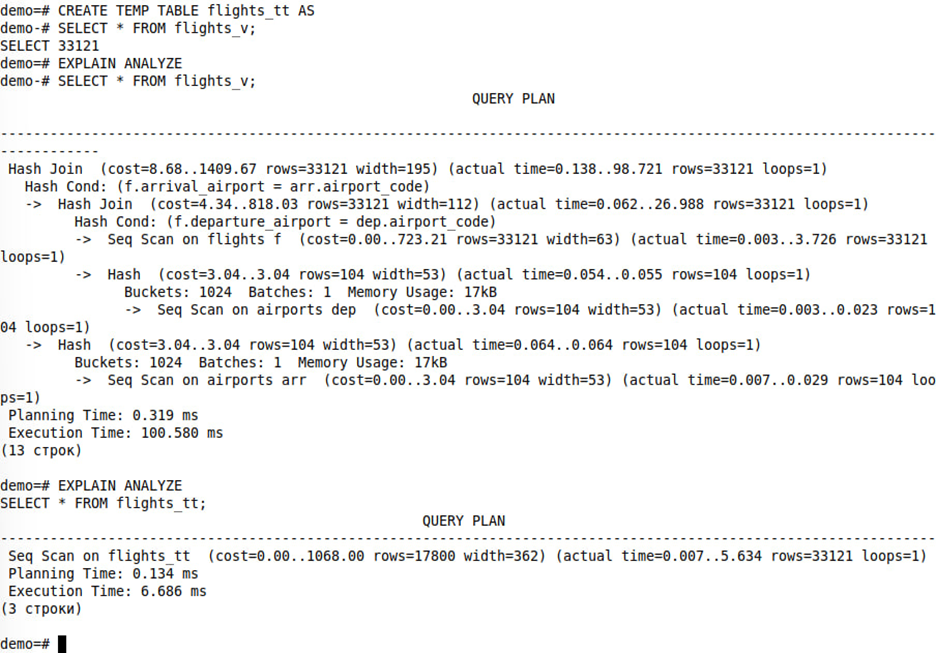 demo=# CREATE TEMP TABLE flights_tt AS
demo-# SELECT * FROM flights_v;
SELECT 33121
demo=# EXPLAIN ANALYZE
demo-# SELECT * FROM flights_v;
QUERY PLAN
-----------------------------------------------------------------------------------------------------------------
------------
Hash Join  (cost=8.68..1409.67 rows=33121 width=195) (actual time=0.138..98.721 rows=33121 loops=1)
Hash Cond: (f.arrival_airport = arr.airport_code)
->  Hash Join  (cost=4.34..818.03 rows=33121 width=112) (actual time=0.062..26.988 rows=33121 loops=1)
Hash Cond: (f.departure_airport = dep.airport_code)
->  Seq Scan on flights f  (cost=0.00..723.21 rows=33121 width=63) (actual time=0.003..3.726 rows=33121
loops=1)
->  Hash  (cost=3.04..3.04 rows=104 width=53) (actual time=0.054..0.055 rows=104 loops=1)
Buckets: 1024  Batches: 1  Memory Usage: 17kB
->  Seq Scan on airports dep  (cost=0.00..3.04 rows=104 width=53) (actual time=0.003..0.023 rows=1
04 loops=1)
->  Hash  (cost=3.04..3.04 rows=104 width=53) (actual time=0.064..0.064 rows=104 loops=1)
Buckets: 1024  Batches: 1  Memory Usage: 17kB
->  Seq Scan on airports arr  (cost=0.00..3.04 rows=104 width=53) (actual time=0.007..0.029 rows=104 loo
ps=1)
Planning Time: 0.319 ms
Execution Time: 100.580 ms
(13 строк)
demo=# EXPLAIN ANALYZE
SELECT * FROM flights_tt;
QUERY PLAN
-----------------------------------------------------------------------------------------------------------------
Seq Scan on flights_tt  (cost=0.00..1068.00 rows=17800 width=362) (actual time=0.007..5.634 rows=33121 loops=1)
Planning Time: 0.134 ms
Execution Time: 6.686 ms
(3 строки)
demo=#